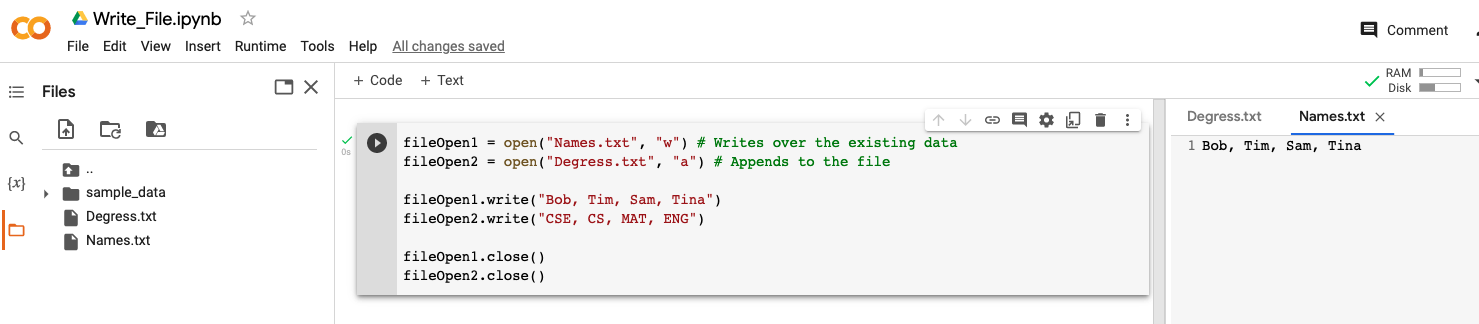 Write_File.ipynb
File Edit View Insert Runtime Tools Help All changes saved
Comment
Files
+ Code + Text
RAM
Disk
..
sample_data
Degress.txt
Names.txt
{x}
0s
fileOpen1 = open("Names.txt", "w") # Writes over the existing data
fileOpen2 = open("Degress.txt", "a") # Appends to the file
fileOpen1.write("Bob, Tim, Sam, Tina")
fileOpen2.write("CSE, CS, MAT, ENG")
fileOpen1.close()
fileOpen2.close()
Degress.txt Names.txt
1 Bob, Tim, Sam, Tina